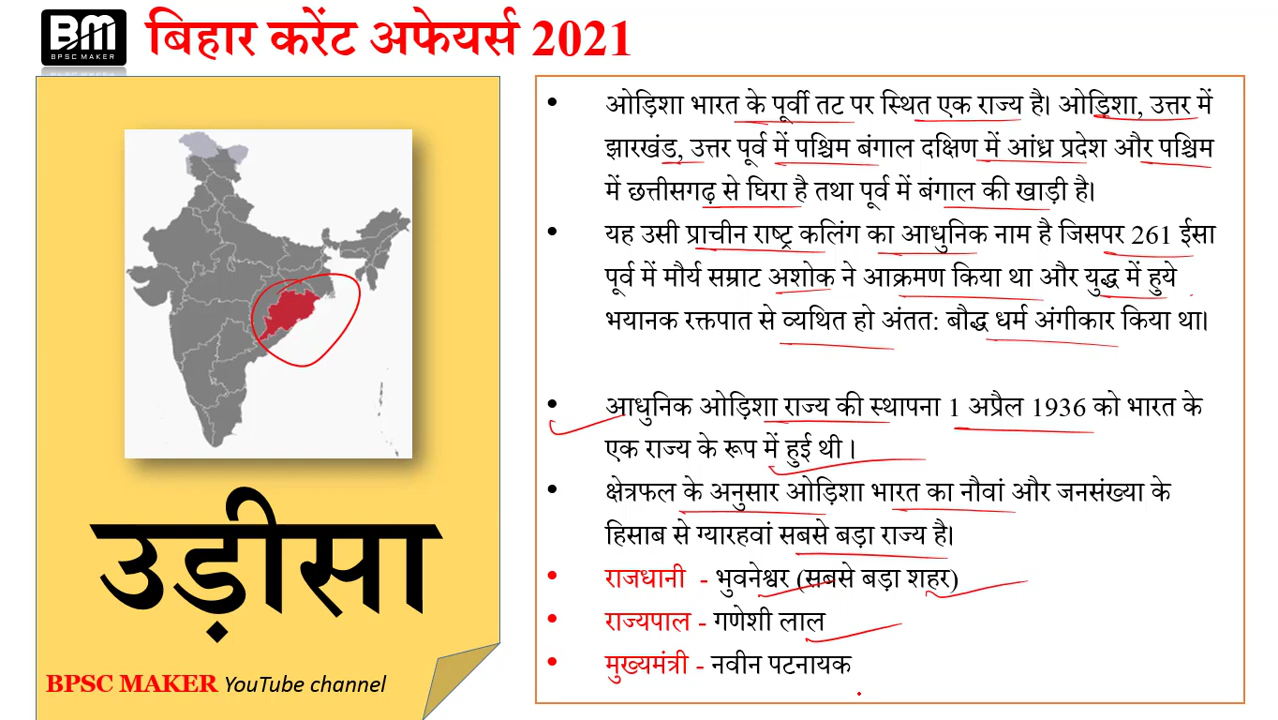 BM
BPSC MAKER
बिहार करेंट अफेयर्स 2021
• ओड़िशा भारत के पूर्वी तट पर स्थित एक राज्य है। ओड़िशा, उत्तर में
झारखंड, उत्तर पूर्व में पश्चिम बंगाल दक्षिण में आंध्र प्रदेश और पश्चिम
में छत्तीसगढ़ से घिरा है तथा पूर्व में बंगाल की खाड़ी है।
• यह उसी प्राचीन राष्ट्र कलिंग का आधुनिक नाम है जिसपर 261 ईसा
पूर्व में मौर्य सम्राट अशोक ने आक्रमण किया था और युद्ध में हुये
भयानक रक्तपात से व्यथित हो अंतत: बौद्ध धर्म अंगीकार किया था।
• आधुनिक ओड़िशा राज्य की स्थापना 1 अप्रैल 1936 को भारत के
एक राज्य के रूप में हुई थी ।
• क्षेत्रफल के अनुसार ओड़िशा भारत का नौवां और जनसंख्या के
हिसाब से ग्यारहवां सबसे बड़ा राज्य है।
• राजधानी - भुवनेश्वर (सबसे बड़ा शहर)
• राज्यपाल - गणेशी लाल
• मुख्यमंत्री - नवीन पटनायक
उड़ीसा
BPSC MAKER YouTube channel